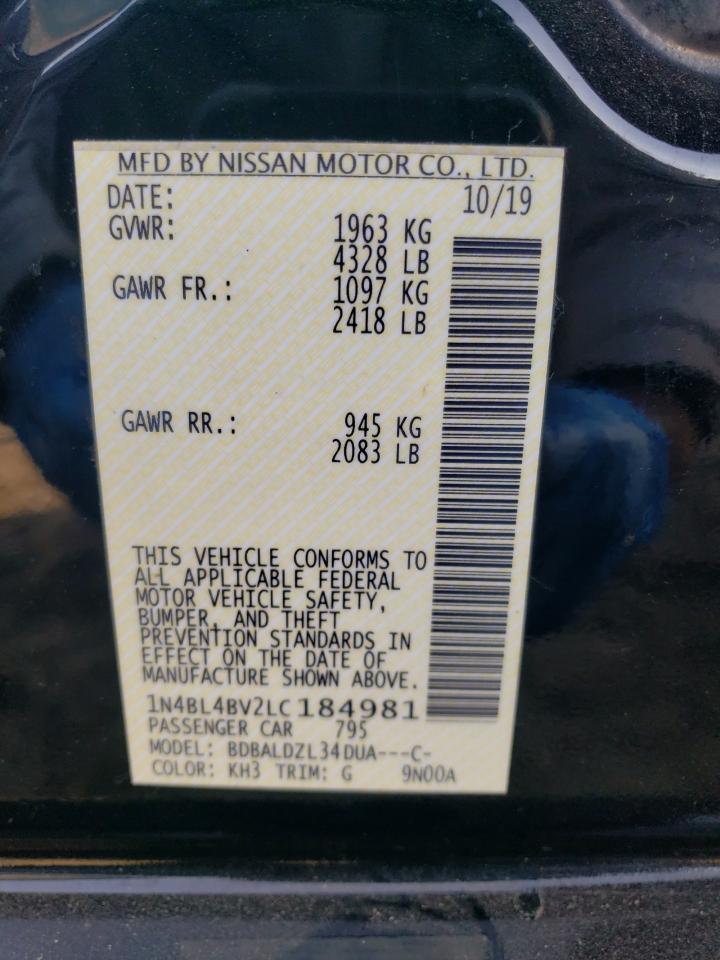 MFD BY NISSAN MOTOR CO., LTD.
DATE: 10/19
GVWR: 1963 KG
4328 LB
GAWR FR.: 1097 KG
2418 LB
GAWR RR.: 945 KG
2083 LB
THIS VEHICLE CONFORMS TO
ALL APPLICABLE FEDERAL
MOTOR VEHICLE SAFETY,
BUMPER, AND THEFT
PREVENTION STANDARDS IN
EFFECT ON THE DATE OF
MANUFACTURE SHOWN ABOVE.
1N4BL4BV2LC184981
PASSENGER CAR 795
MODEL: BDBALDZL34DUA---C-
COLOR: KH3 TRIM: G 9N00A